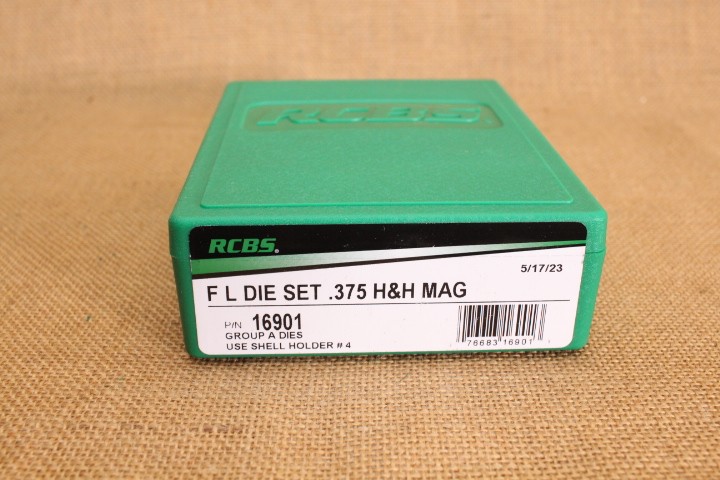 RCBS
RCBS.
5/17/23
F L DIE SET .375 H&H MAG
P/N 16901
GROUP A DIES
USE SHELL HOLDER # 4
76683 16901